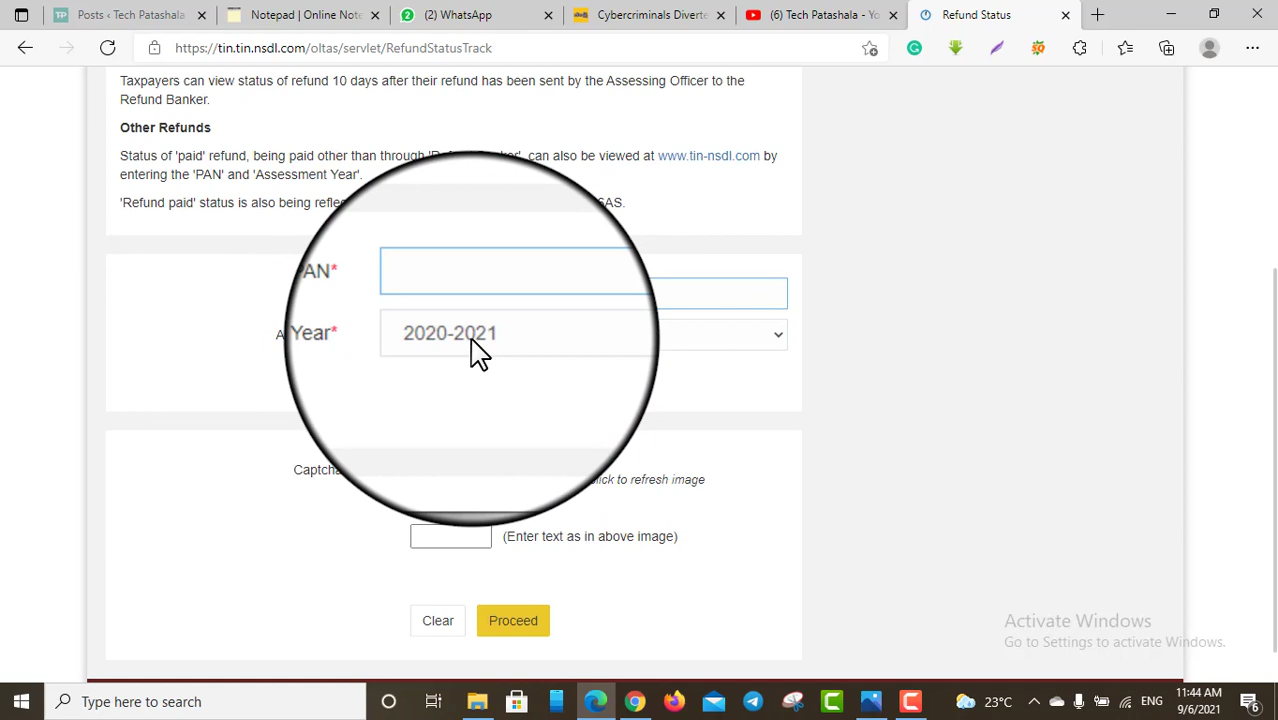 Posts ‹ Tech Patashala
Notepad | Online Note
(2) WhatsApp
Cybercriminals Diverte
(6) Tech Patashala - Yo
Refund Status
https://tin.tin.nsdl.com/oltas/servlet/RefundStatusTrack
Taxpayers can view status of refund 10 days after their refund has been sent by the Assessing Officer to the
Refund Banker.
Other Refunds
Status of 'paid' refund, being paid other than through 'Refund Banker', can also be viewed at www.tin-nsdl.com by
entering the 'PAN' and 'Assessment Year'.
'Refund paid' status is also being
PAN*
Year*
2020-2021
Captcha
Click to refresh image
(Enter text as in above image)
Clear
Proceed
Activate Windows
Go to Settings to activate Windows.
Type here to search
23°C
ENG
11:44 AM
9/6/2021
6